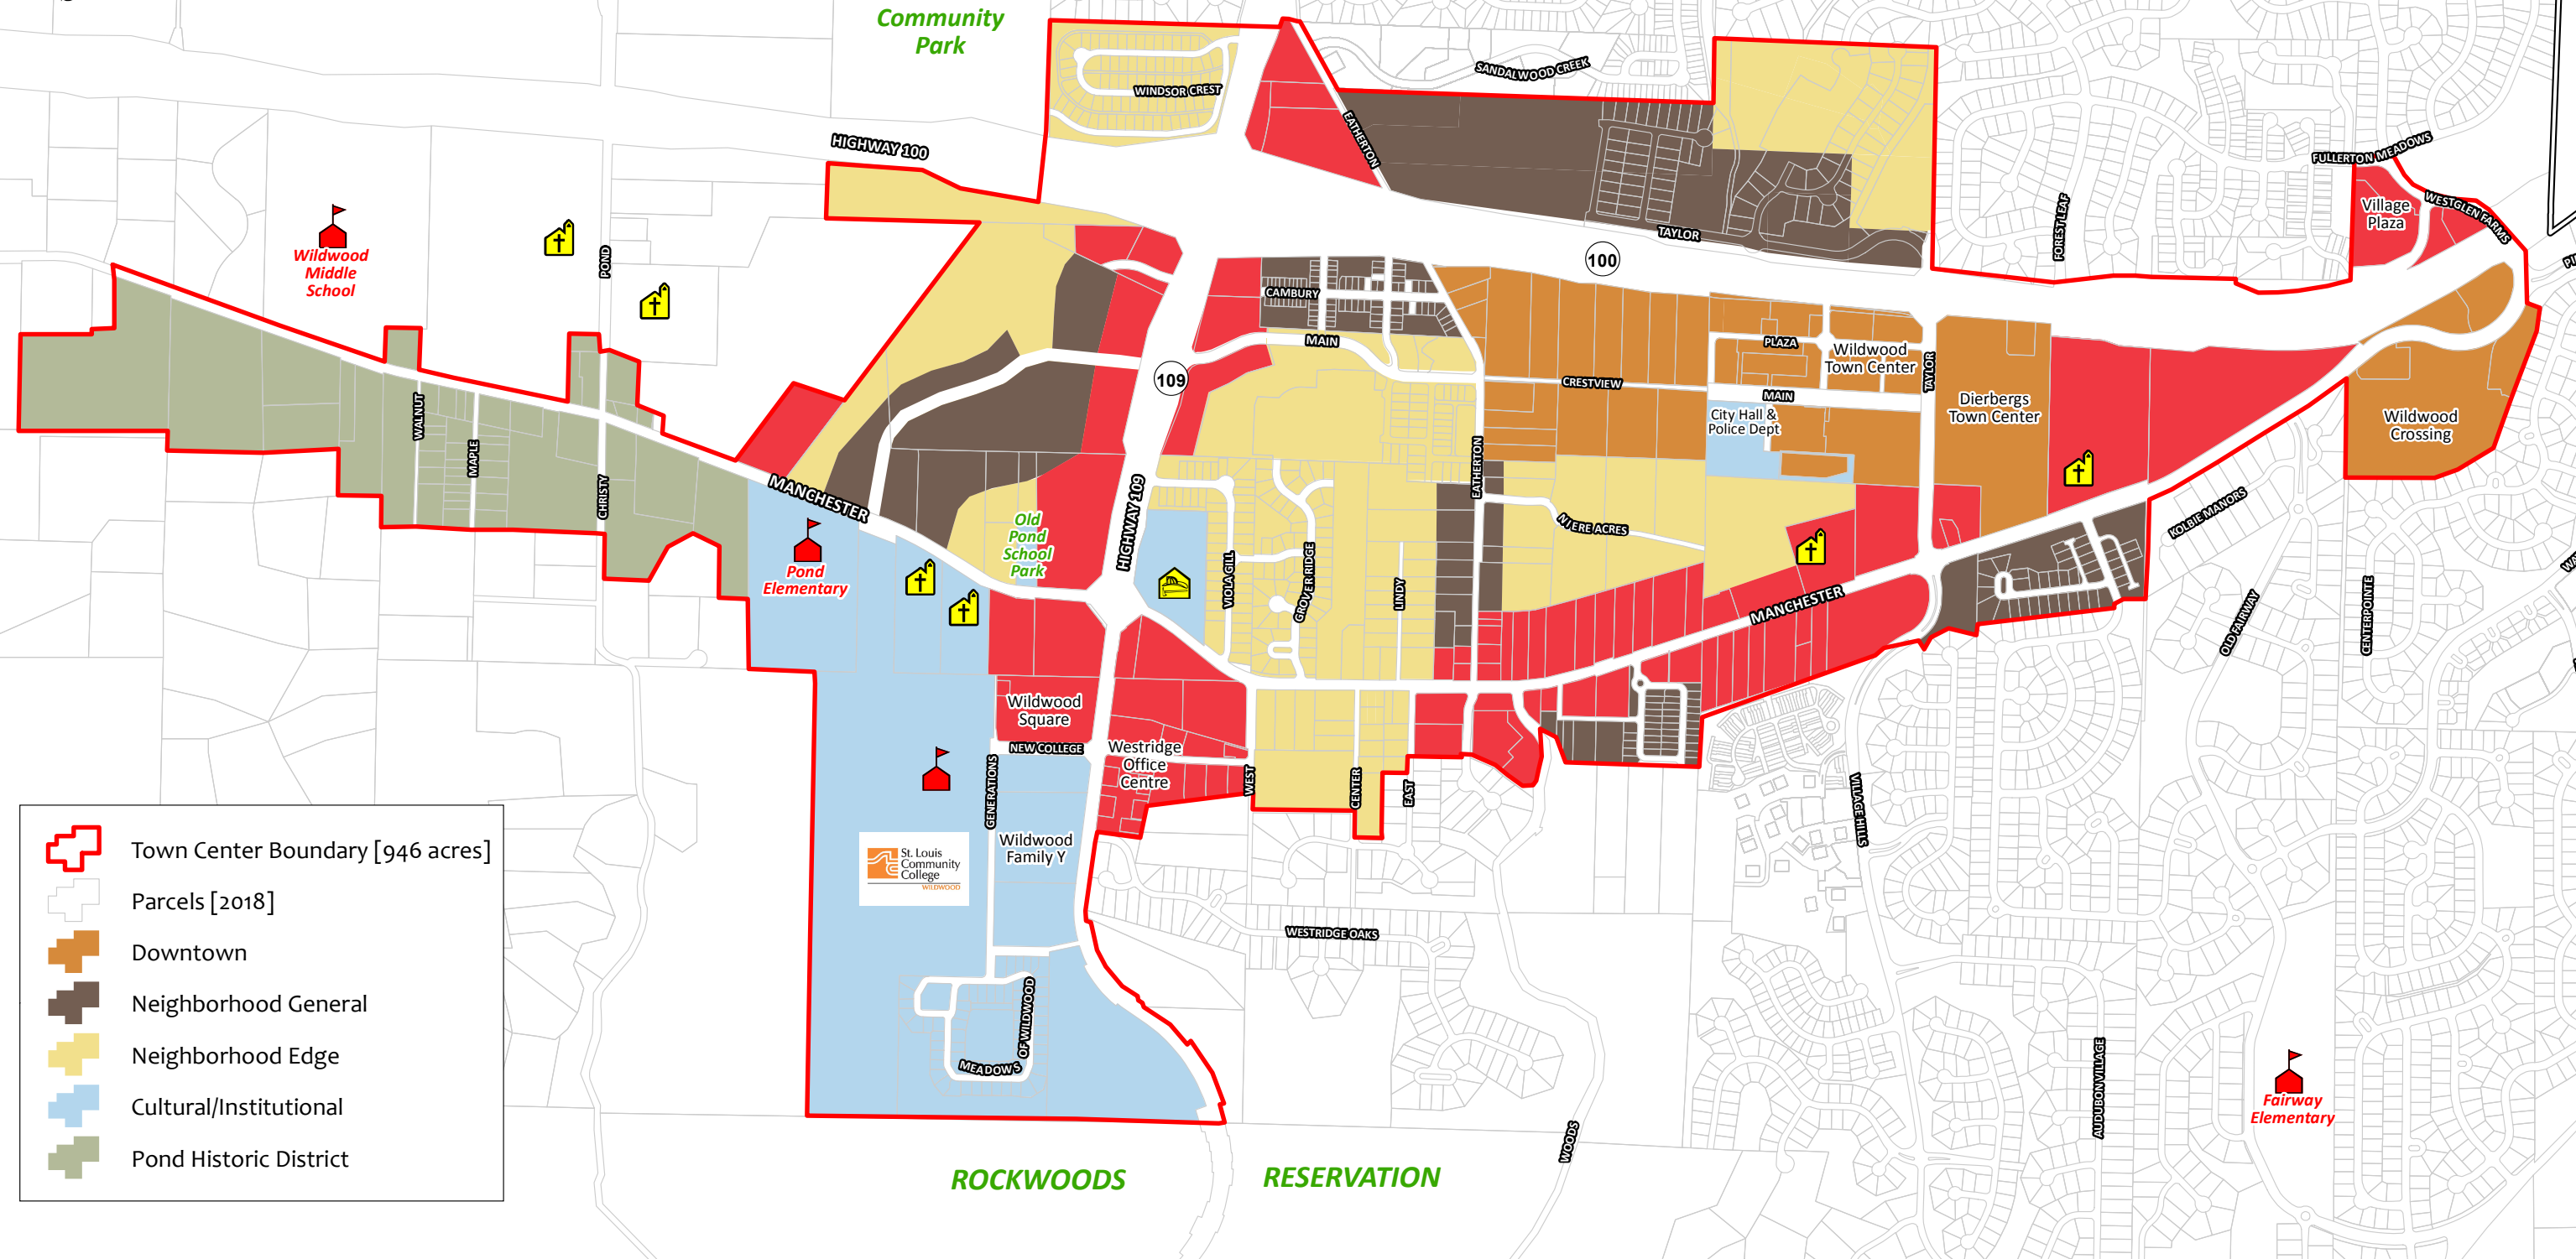 Community
Park
SANDALWOOD CREEK
WINDSOR CREST
EATHERTON
HIGHWAY 100
FULLERTON MEADOWS
WESTGLEN FARMS
Village
Plaza
FORESTLEAF
TAYLOR
100
Wildwood
Middle
School
POND
CAMBURY
MAIN
PLAZA
Wildwood
Town Center
TAYLOR
109
CRESTVIEW
MAIN
Dierbergs
Town Center
City Hall &
Police Dept
Wildwood
Crossing
WALNUT
MAPLE
CHRISTY
MANCHESTER
EATHERTON
HIGHWAY 109
Old
Pond
School
Park
Pond
Elementary
VIOLA GILL
GROVER RIDGE
LINDY
MIERE ACRES
MANCHESTER
KOLBIE MANORS
OLD FAIRWAY
CENTERPOINTE
Wildwood
Square
NEW COLLEGE
Westridge
Office
Centre
GENERATIONS
WEST
CENTER
EAST
VILLAGE HILLS
Wildwood
Family Y
St. Louis
Community
College
WILDWOOD
WESTRIDGE OAKS
OF WILDWOOD
MEADOWS
WOODS
AUDUBON VILLAGE
Fairway
Elementary
ROCKWOODS RESERVATION
Town Center Boundary [946 acres]
Parcels [2018]
Downtown
Neighborhood General
Neighborhood Edge
Cultural/Institutional
Pond Historic District